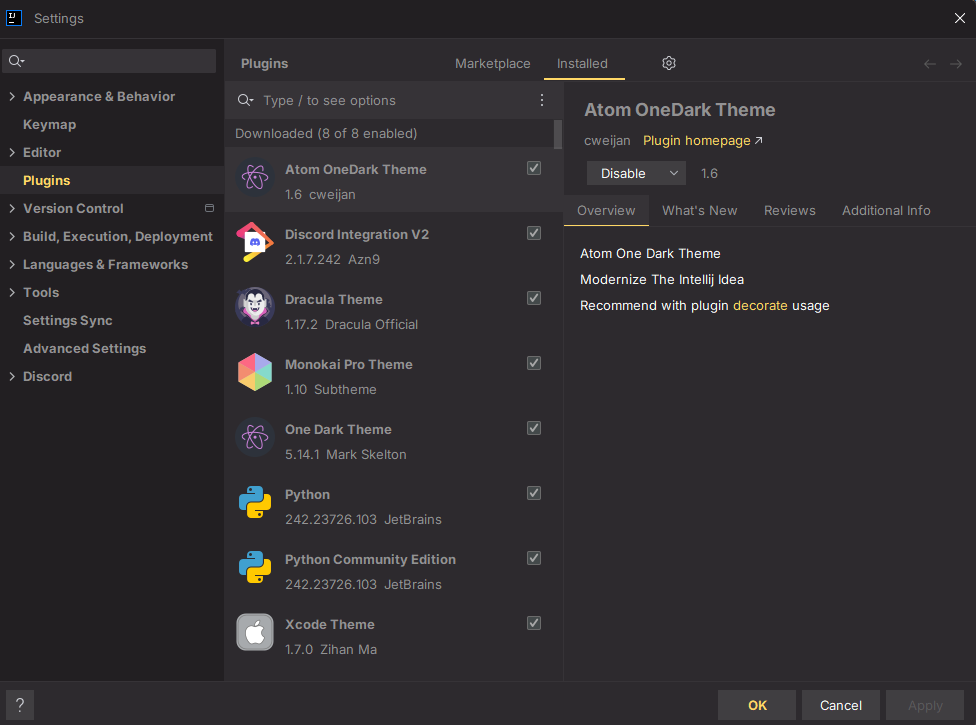 Settings
Appearance & Behavior
Keymap
Editor
Plugins
Version Control
Build, Execution, Deployment
Languages & Frameworks
Tools
Settings Sync
Advanced Settings
Discord
Plugins
Marketplace
Installed
Type / to see options
Downloaded (8 of 8 enabled)
Atom OneDark Theme
1.6 cweijan
Discord Integration V2
2.1.7.242 Azn9
Dracula Theme
1.17.2 Dracula Official
Monokai Pro Theme
1.10 Subtheme
One Dark Theme
5.14.1 Mark Skelton
Python
242.23726.103 JetBrains
Python Community Edition
242.23726.103 JetBrains
Xcode Theme
1.7.0 Zihan Ma
Atom OneDark Theme
cweijan Plugin homepage ↗
Disable 1.6
Overview What's New Reviews Additional Info
Atom One Dark Theme
Modernize The Intellij Idea
Recommend with plugin decorate usage
? OK Cancel Apply